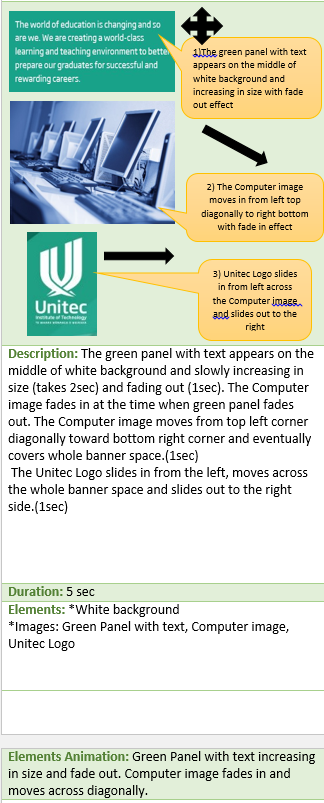 The world of education is changing and so
are we. We are creating a world-class
learning and teaching environment to bette
prepare our graduates for successful and
rewarding careers.
1)The green panel with text
appears on the middle of
white background and
increasing in size with fade
out effect
2) The Computer image
moves in from left top
diagonally to right bottom
with fade in effect
Unitec
Institute of Technology
3) Unitec Logo slides
in from left across
the Computer image
and slides out to the
right
Description: The green panel with text appears on the
middle of white background and slowly increasing in
size (takes 2sec) and fading out (1sec). The Computer
image fades in at the time when green panel fades
out. The Computer image moves from top left corner
diagonally toward bottom right corner and eventually
covers whole banner space.(1sec)
The Unitec Logo slides in from the left, moves across
the whole banner space and slides out to the right
side.(1sec)
Duration: 5 sec
Elements: *White background
*Images: Green Panel with text, Computer image,
Unitec Logo
Elements Animation: Green Panel with text increasing
in size and fade out. Computer image fades in and
moves across diagonally.